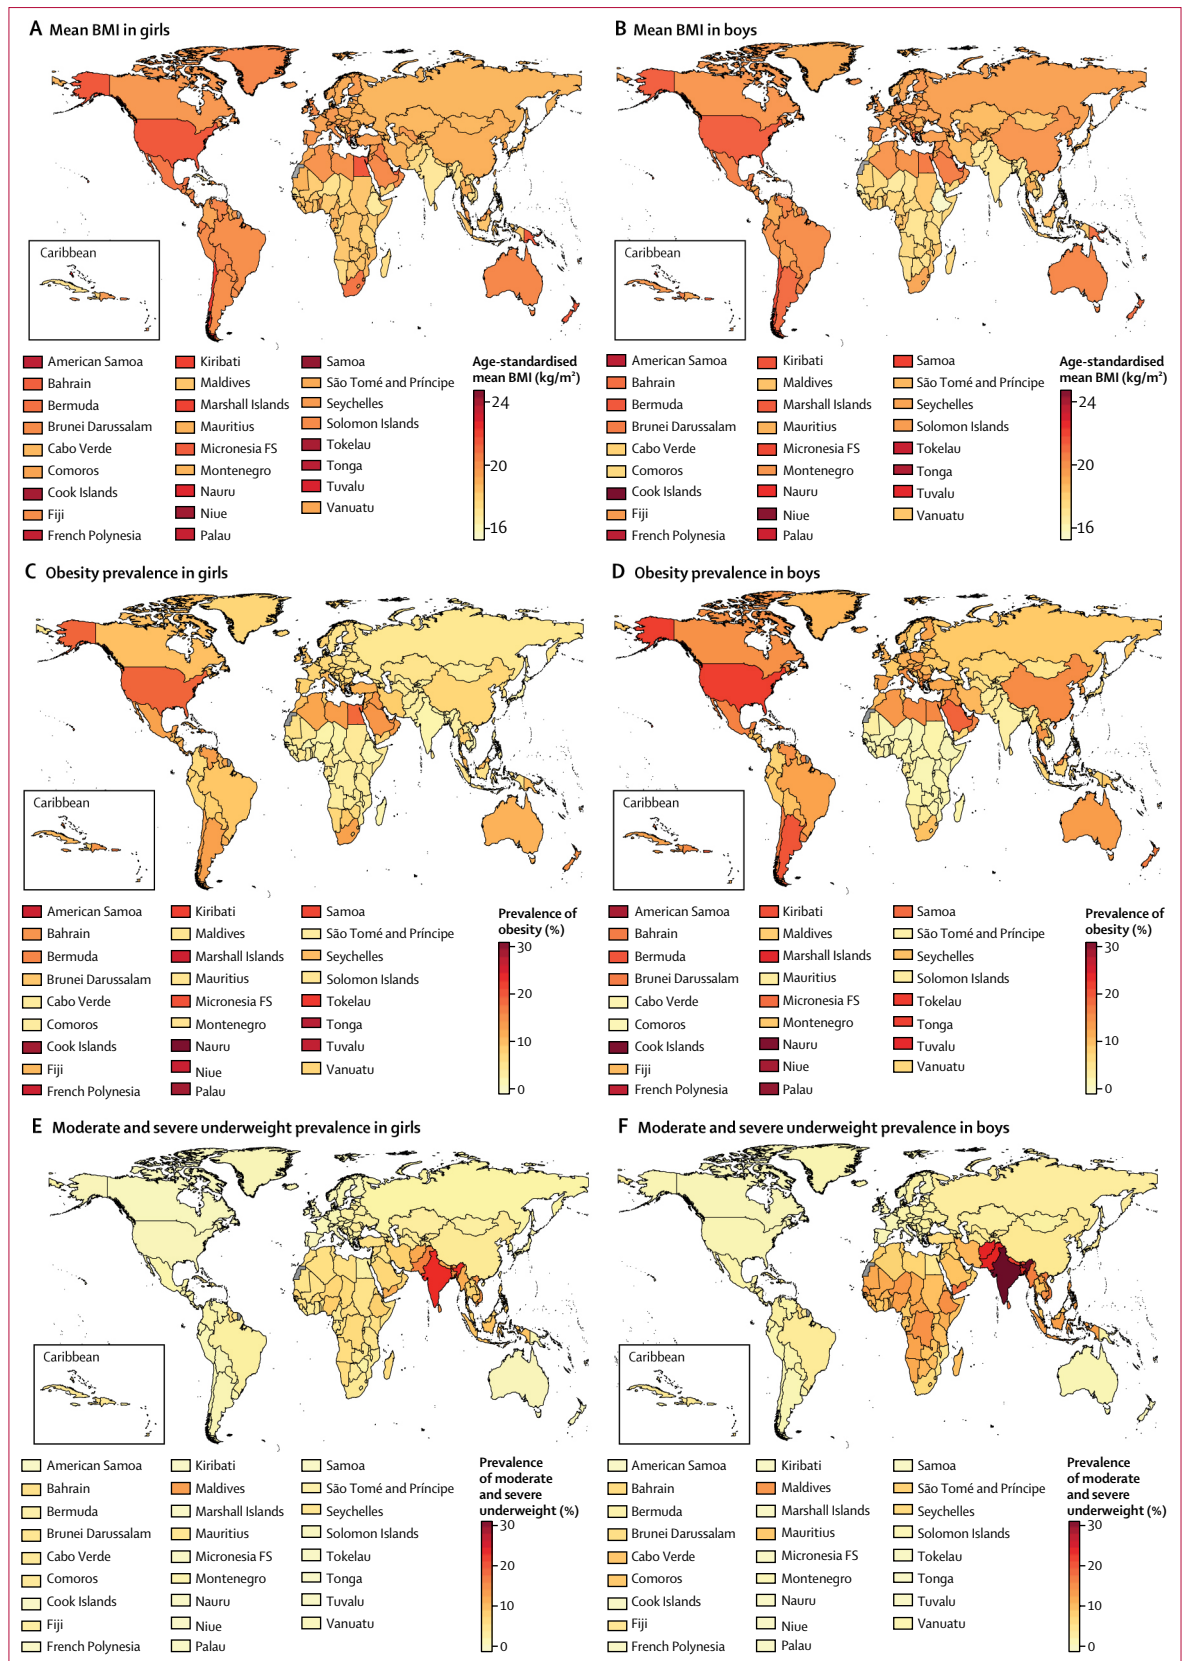 A Mean BMI in girls
Caribbean
American Samoa
Bahrain
Bermuda
Brunei Darussalam
Cabo Verde
Comoros
Cook Islands
Fiji
French Polynesia
Kiribati
Maldives
Marshall Islands
Mauritius
Micronesia FS
Montenegro
Nauru
Niue
Palau
Samoa
São Tomé and Príncipe
Seychelles
Solomon Islands
Tokelau
Tonga
Tuvalu
Vanuatu
Age-standardised
mean BMI (kg/m²)
24
20
16
B Mean BMI in boys
Caribbean
American Samoa
Bahrain
Bermuda
Brunei Darussalam
Cabo Verde
Comoros
Cook Islands
Fiji
French Polynesia
Kiribati
Maldives
Marshall Islands
Mauritius
Micronesia FS
Montenegro
Nauru
Niue
Palau
Samoa
São Tomé and Príncipe
Seychelles
Solomon Islands
Tokelau
Tonga
Tuvalu
Vanuatu
Age-standardised
mean BMI (kg/m²)
24
20
16
C Obesity prevalence in girls
Caribbean
American Samoa
Bahrain
Bermuda
Brunei Darussalam
Cabo Verde
Comoros
Cook Islands
Fiji
French Polynesia
Kiribati
Maldives
Marshall Islands
Mauritius
Micronesia FS
Montenegro
Nauru
Niue
Palau
Samoa
São Tomé and Príncipe
Seychelles
Solomon Islands
Tokelau
Tonga
Tuvalu
Vanuatu
Prevalence of
obesity (%)
30
20
10
0
D Obesity prevalence in boys
Caribbean
American Samoa
Bahrain
Bermuda
Brunei Darussalam
Cabo Verde
Comoros
Cook Islands
Fiji
French Polynesia
Kiribati
Maldives
Marshall Islands
Mauritius
Micronesia FS
Montenegro
Nauru
Niue
Palau
Samoa
São Tomé and Príncipe
Seychelles
Solomon Islands
Tokelau
Tonga
Tuvalu
Vanuatu
Prevalence of
obesity (%)
30
20
10
0
E Moderate and severe underweight prevalence in girls
Caribbean
American Samoa
Bahrain
Bermuda
Brunei Darussalam
Cabo Verde
Comoros
Cook Islands
Fiji
French Polynesia
Kiribati
Maldives
Marshall Islands
Mauritius
Micronesia FS
Montenegro
Nauru
Niue
Palau
Samoa
São Tomé and Príncipe
Seychelles
Solomon Islands
Tokelau
Tonga
Tuvalu
Vanuatu
Prevalence
of moderate
and severe
underweight (%)
30
20
10
0
F Moderate and severe underweight prevalence in boys
Caribbean
American Samoa
Bahrain
Bermuda
Brunei Darussalam
Cabo Verde
Comoros
Cook Islands
Fiji
French Polynesia
Kiribati
Maldives
Marshall Islands
Mauritius
Micronesia FS
Montenegro
Nauru
Niue
Palau
Samoa
São Tomé and Príncipe
Seychelles
Solomon Islands
Tokelau
Tonga
Tuvalu
Vanuatu
Prevalence
of moderate
and severe
underweight (%)
30
20
10
0